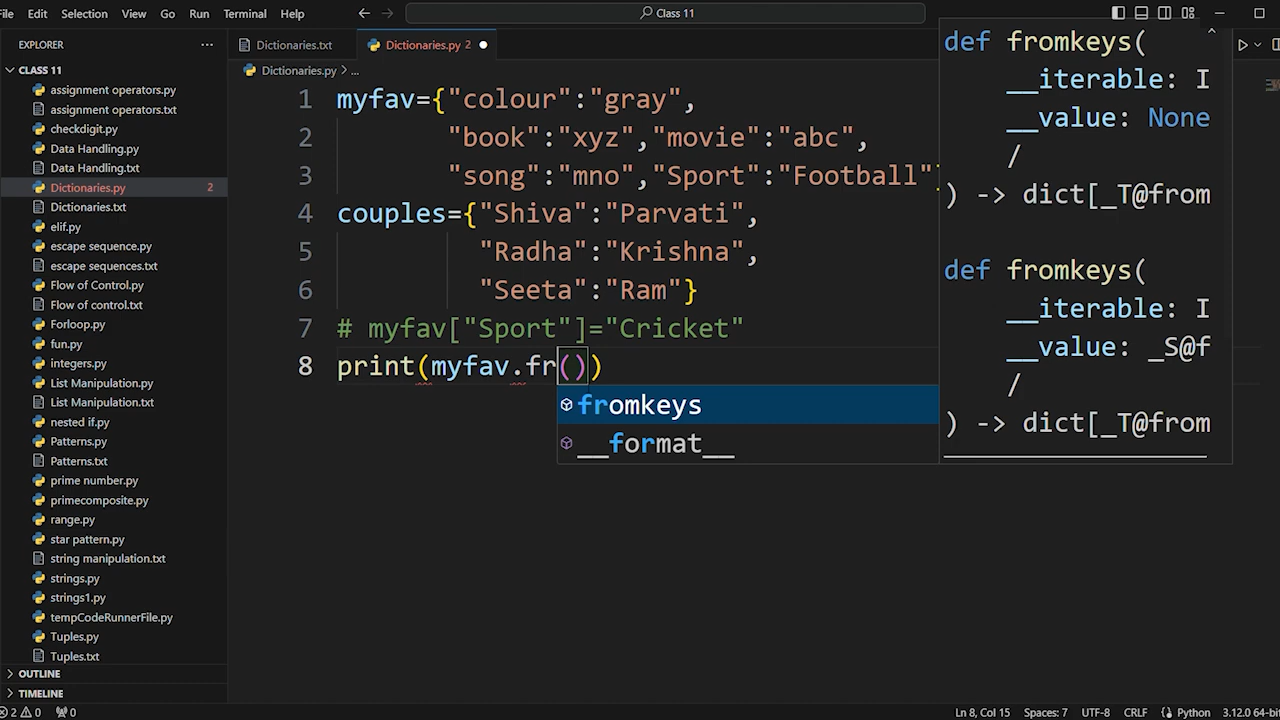 File Edit Selection View Go Run Terminal Help
Class 11
EXPLORER
CLASS 11
assignment operators.py
assignment operators.txt
checkdigit.py
Data Handling.py
Data Handling.txt
Dictionaries.py 2
Dictionaries.txt
elif.py
escape sequence.py
escape sequences.txt
Flow of Control.py
Flow of control.txt
Forloop.py
fun.py
integers.py
List Manipulation.py
List Manipulation.txt
nested if.py
Patterns.py
Patterns.txt
prime number.py
primecomposite.py
range.py
star pattern.py
string manipulation.txt
strings.py
strings1.py
tempCodeRunnerFile.py
Tuples.py
Tuples.txt
OUTLINE
TIMELINE
Dictionaries.txt
Dictionaries.py 2
Dictionaries.py > ...
1 myfav={"colour":"gray",
2 "book":"xyz","movie":"abc",
3 "song":"mno","Sport":"Football"}
4 couples={"Shiva":"Parvati",
5 "Radha":"Krishna",
6 "Seeta":"Ram"}
7 # myfav["Sport"]="Cricket"
8 print(myfav.fr())
fromkeys
__format__
def fromkeys(
__iterable: I
__value: None
/
) -> dict[_T@from
def fromkeys(
__iterable: I
__value: _S@f
/
) -> dict[_T@from
2 0 0
Ln 8, Col 15 Spaces: 7 UTF-8 CRLF Python 3.12.0 64-bit